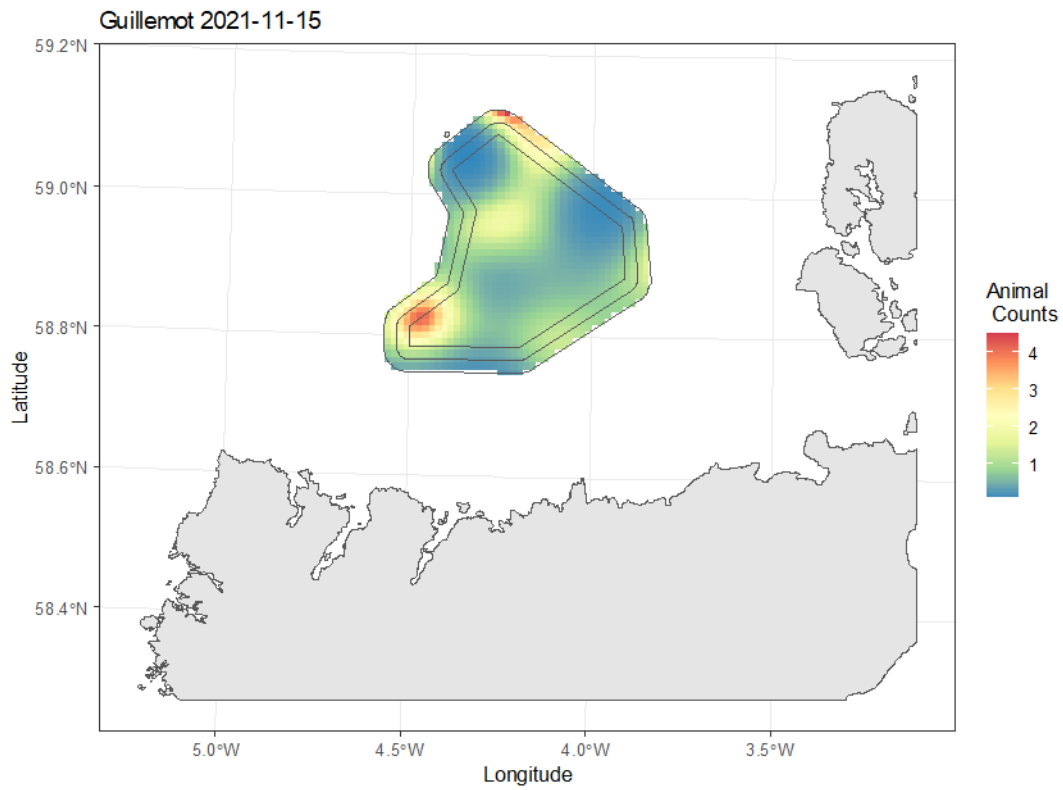 Guillemot 2021-11-15
59.2°N
59.0°N
58.8°N
58.6°N
58.4°N
Latitude
5.0°W
4.5°W
4.0°W
3.5°W
Longitude
Animal
Counts
4
3
2
1